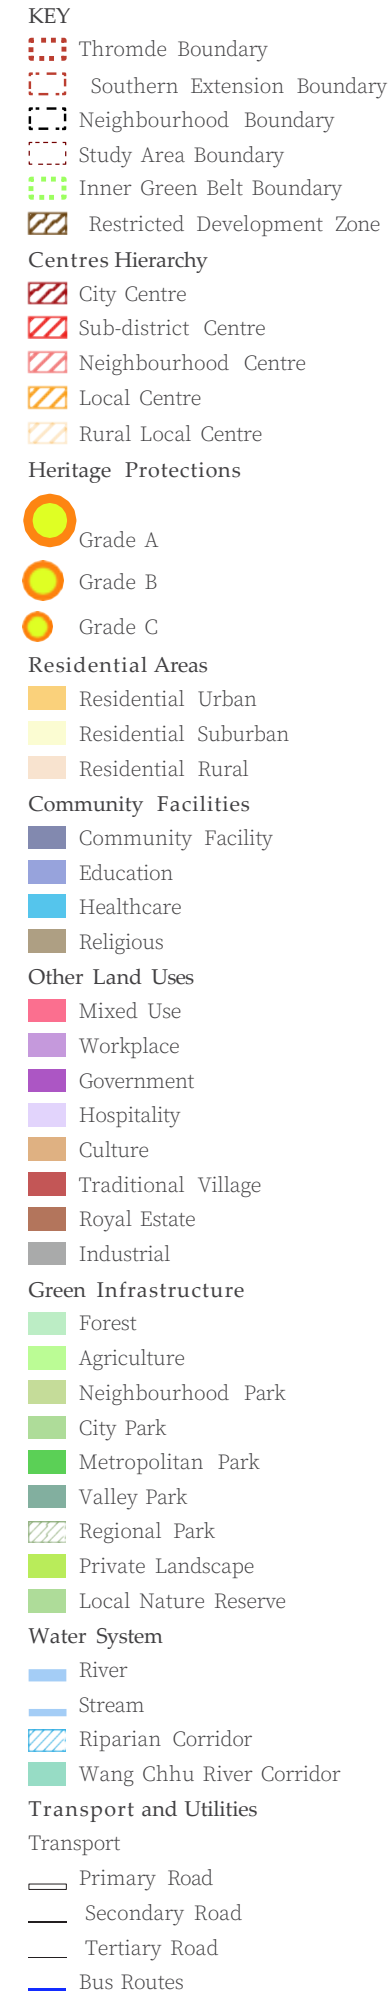 KEY
Thromde Boundary
Southern Extension Boundary
Neighbourhood Boundary
Study Area Boundary
Inner Green Belt Boundary
Restricted Development Zone
Centres Hierarchy
City Centre
Sub-district Centre
Neighbourhood Centre
Local Centre
Rural Local Centre
Heritage Protections
Grade A
Grade B
Grade C
Residential Areas
Residential Urban
Residential Suburban
Residential Rural
Community Facilities
Community Facility
Education
Healthcare
Religious
Other Land Uses
Mixed Use
Workplace
Government
Hospitality
Culture
Traditional Village
Royal Estate
Industrial
Green Infrastructure
Forest
Agriculture
Neighbourhood Park
City Park
Metropolitan Park
Valley Park
Regional Park
Private Landscape
Local Nature Reserve
Water System
River
Stream
Riparian Corridor
Wang Chhu River Corridor
Transport and Utilities
Transport
Primary Road
Secondary Road
Tertiary Road
Bus Routes